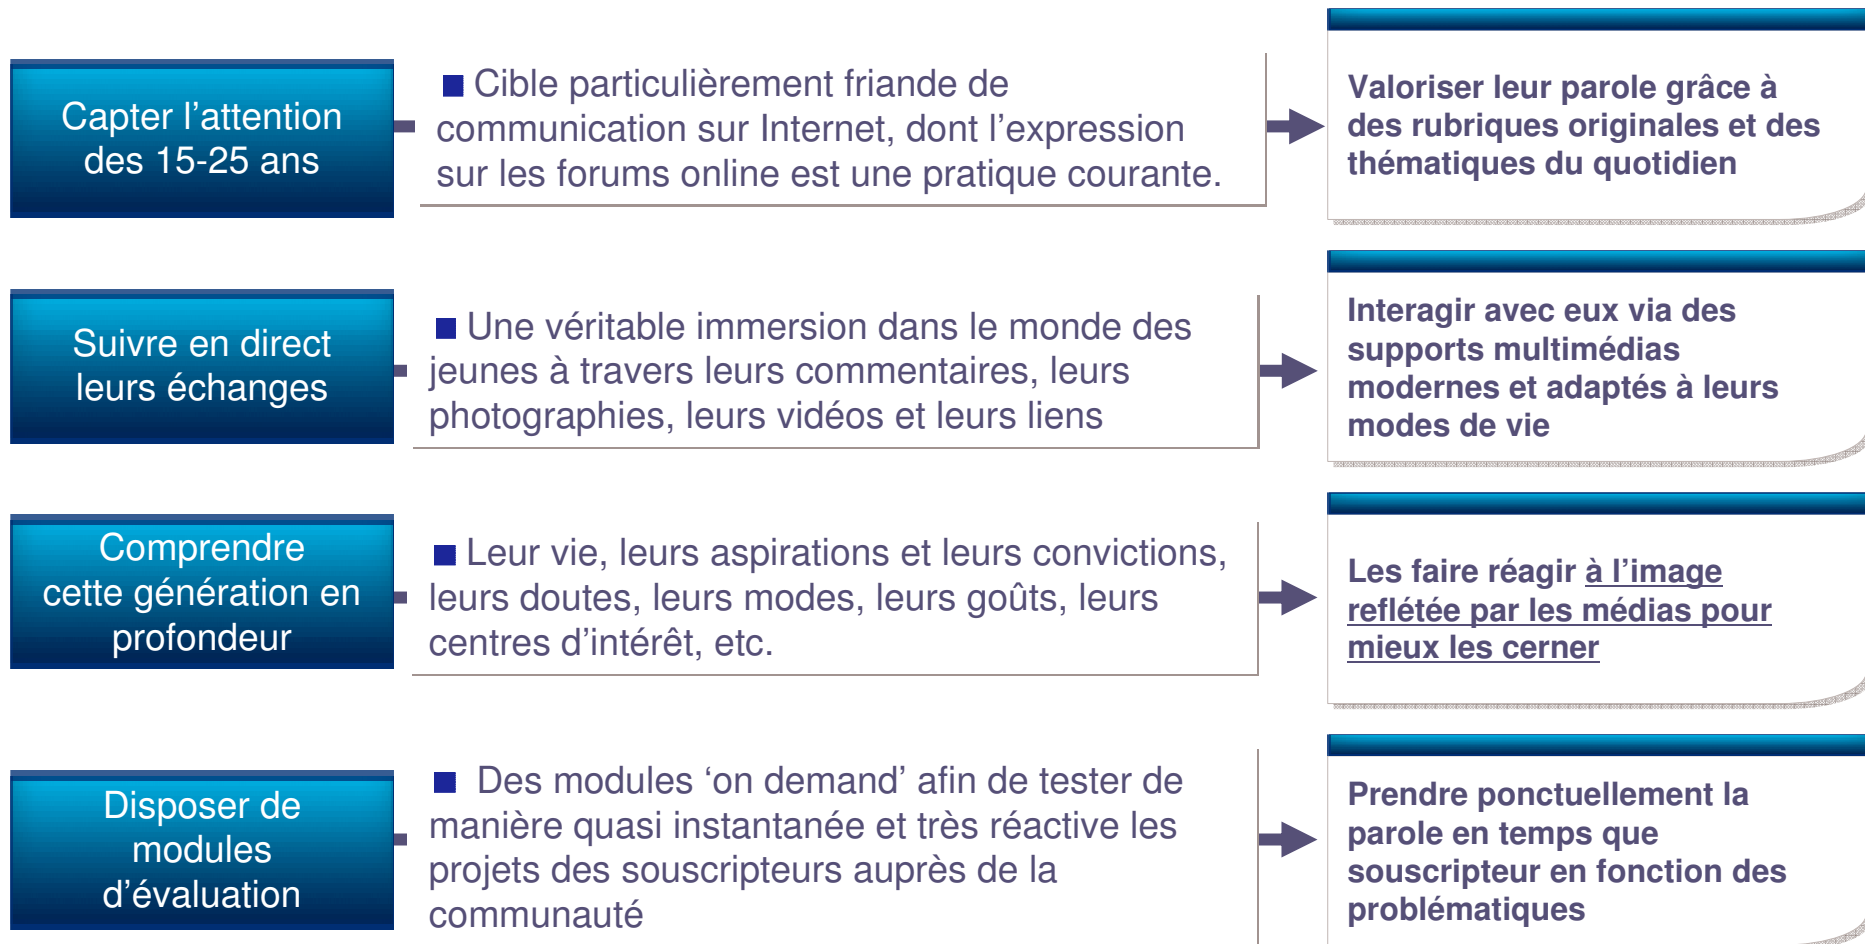 Capter l’attention
des 15-25 ans
■ Cible particulièrement friande de
communication sur Internet, dont l’expression
sur les forums online est une pratique courante.
Valoriser leur parole grâce à
des rubriques originales et des
thématiques du quotidien
Suivre en direct
leurs échanges
■ Une véritable immersion dans le monde des
jeunes à travers leurs commentaires, leurs
photographies, leurs vidéos et leurs liens
Interagir avec eux via des
supports multimédias
modernes et adaptés à leurs
modes de vie
Comprendre
cette génération en
profondeur
■ Leur vie, leurs aspirations et leurs convictions,
leurs doutes, leurs modes, leurs goûts, leurs
centres d’intérêt, etc.
Les faire réagir à l’image
reflétée par les médias pour
mieux les cerner
Disposer de
modules
d’évaluation
■ Des modules ‘on demand’ afin de tester de
manière quasi instantanée et très réactive les
projets des souscripteurs auprès de la
communauté
Prendre ponctuellement la
parole en temps que
souscripteur en fonction des
problématiques